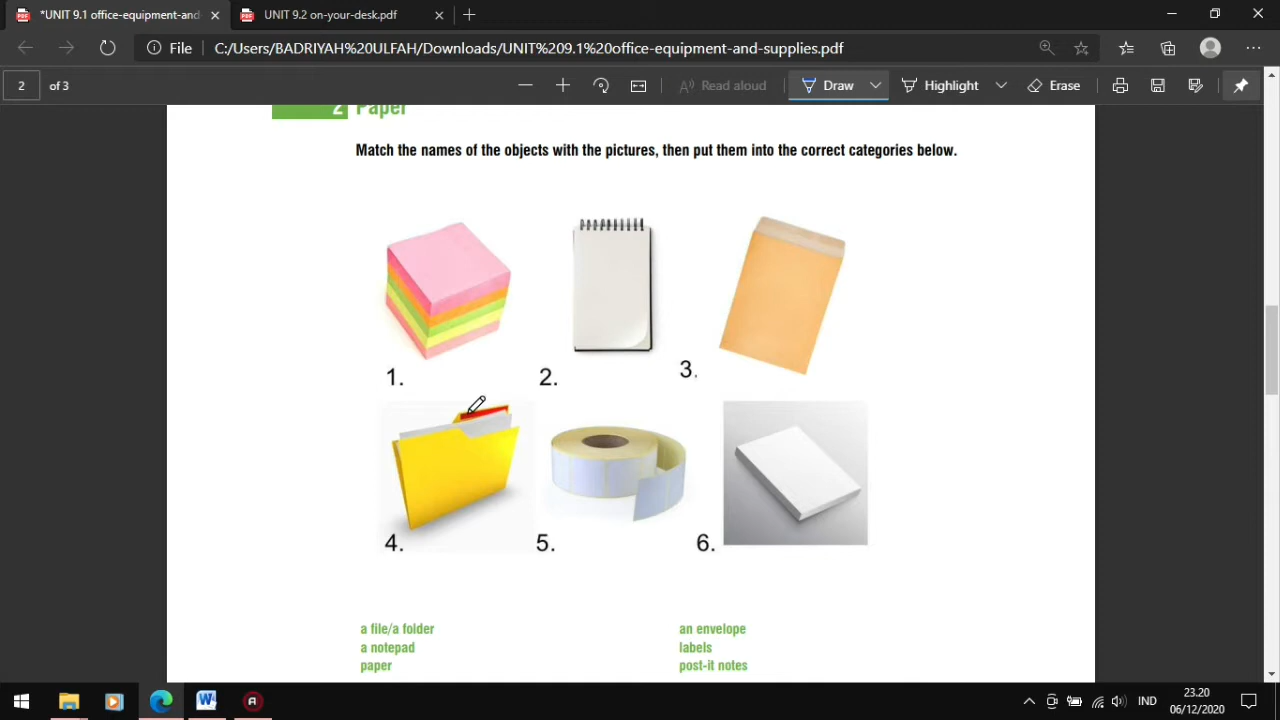 *UNIT 9.1 office-equipment-and
UNIT 9.2 on-your-desk.pdf
File
C:/Users/BADRIYAH%20ULFAH/Downloads/UNIT%209.1%20office-equipment-and-supplies.pdf
2 of 3
Read aloud
Draw
Highlight
Erase
2 Paper
Match the names of the objects with the pictures, then put them into the correct categories below.
1.
2.
3.
4.
5.
6.
a file/a folder
a notepad
paper
an envelope
labels
post-it notes
IND
23.20
06/12/2020